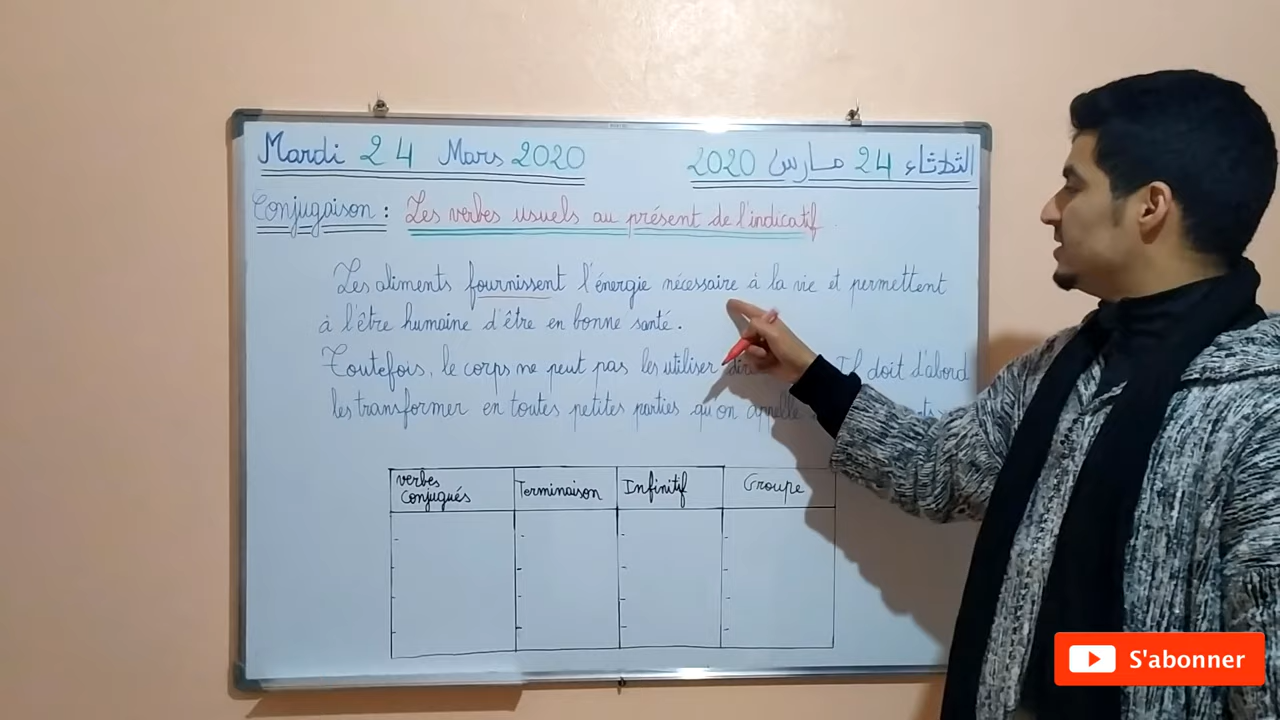 Mardi 24 Mars 2020
الثلاثاء 24 مارس 2020
Conjugaison : Les verbes usuels au présent de l'indicatif
Les aliments fournissent l'énergie nécessaire à la vie et permettent
à l'être humaine d'être en bonne santé.
Toutefois, le corps ne peut pas les utiliser Il doit d'abord
les transformer en toutes petites parties qu'on appelle
verbes conjugués
Terminaison
Infinitif
Groupe
S'abonner